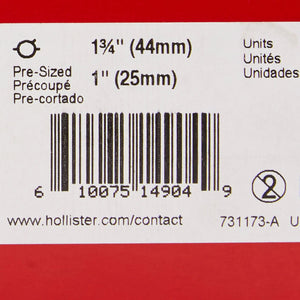 1¾" (44mm)
Units
Pre-Sized
Unités
Précoupé
1" (25mm)
Unidades
Pre-cortado
6 10075 14904 9
2
www.hollister.com/contact
731173-A U